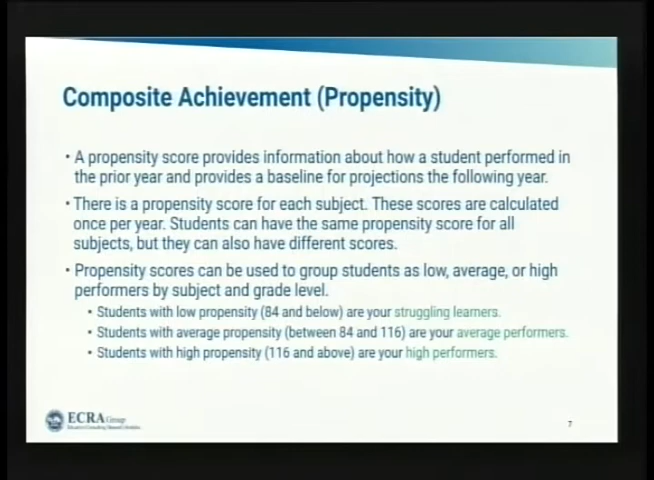 Composite Achievement (Propensity)
• A propensity score provides information about how a student performed in
the prior year and provides a baseline for projections the following year.
• There is a propensity score for each subject. These scores are calculated
once per year. Students can have the same propensity score for all
subjects, but they can also have different scores.
• Propensity scores can be used to group students as low, average, or high
performers by subject and grade level.
• Students with low propensity (84 and below) are your struggling learners.
• Students with average propensity (between 84 and 116) are your average performers.
• Students with high propensity (116 and above) are your high performers.
ECRA Group
7